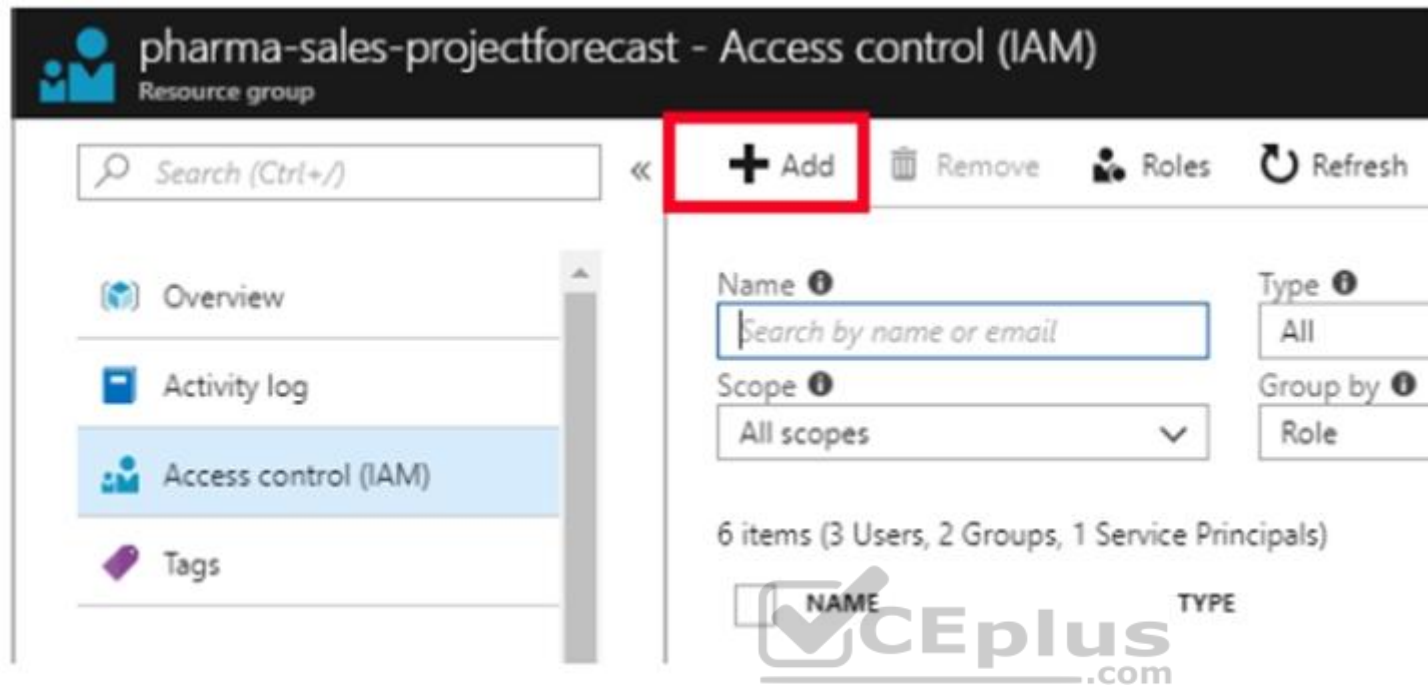 pharma-sales-projectforecast - Access control (IAM)
Resource group
Search (Ctrl+/)
«
Add
Remove
Roles
Refresh
Overview
Activity log
Access control (IAM)
Tags
Name
Type
Search by name or email
All
Scope
Group by
All scopes
Role
6 items (3 Users, 2 Groups, 1 Service Principals)
NAME
TYPE
CEplus
.com